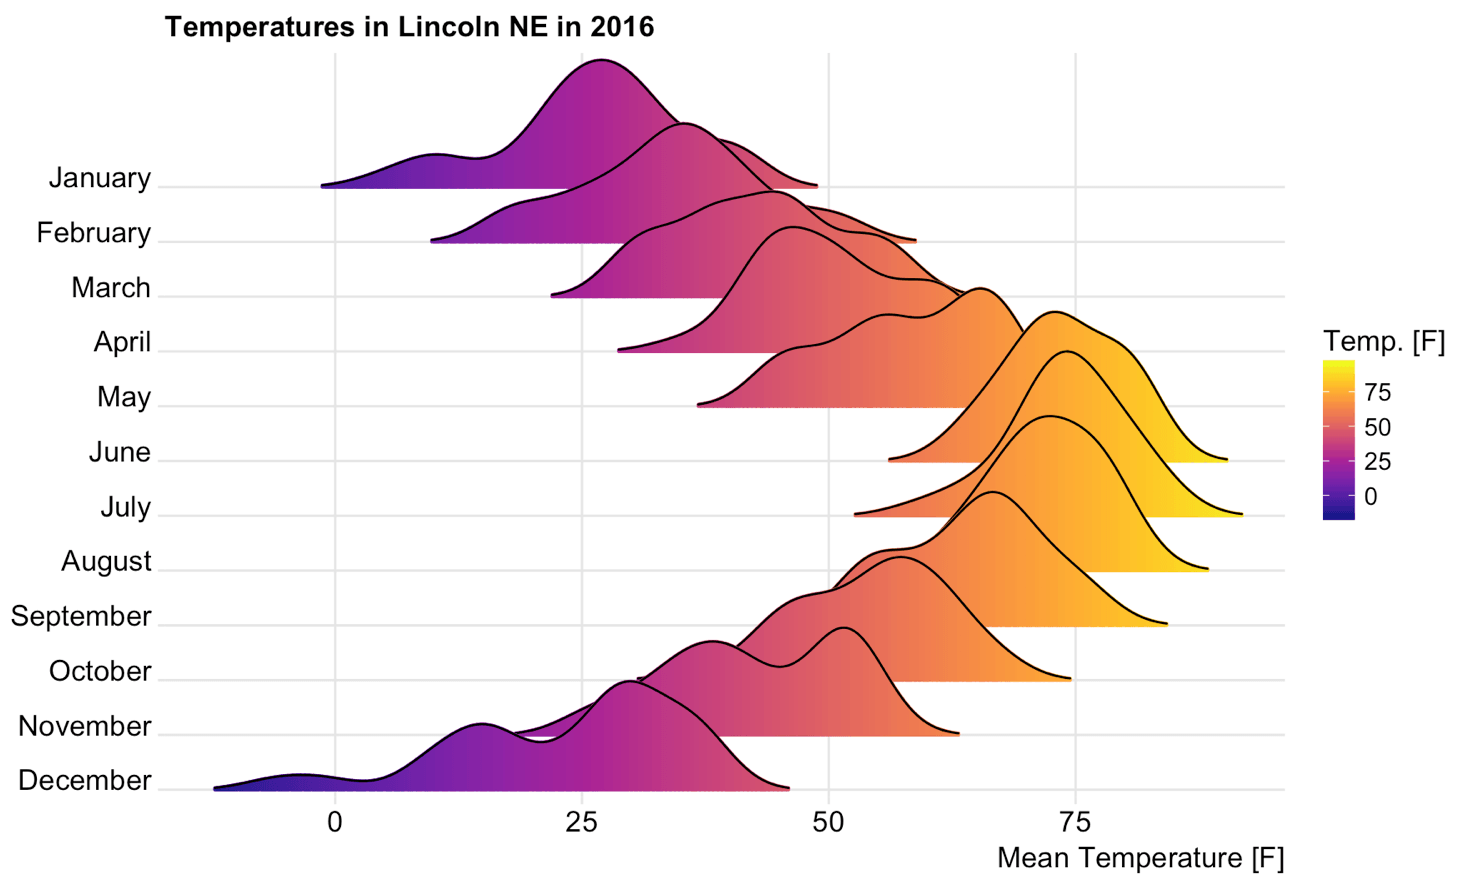 Temperatures in Lincoln NE in 2016
January
February
March
April
May
June
July
August
September
October
November
December
0 25 50 75
Mean Temperature [F]
Temp. [F]
75
50
25
0